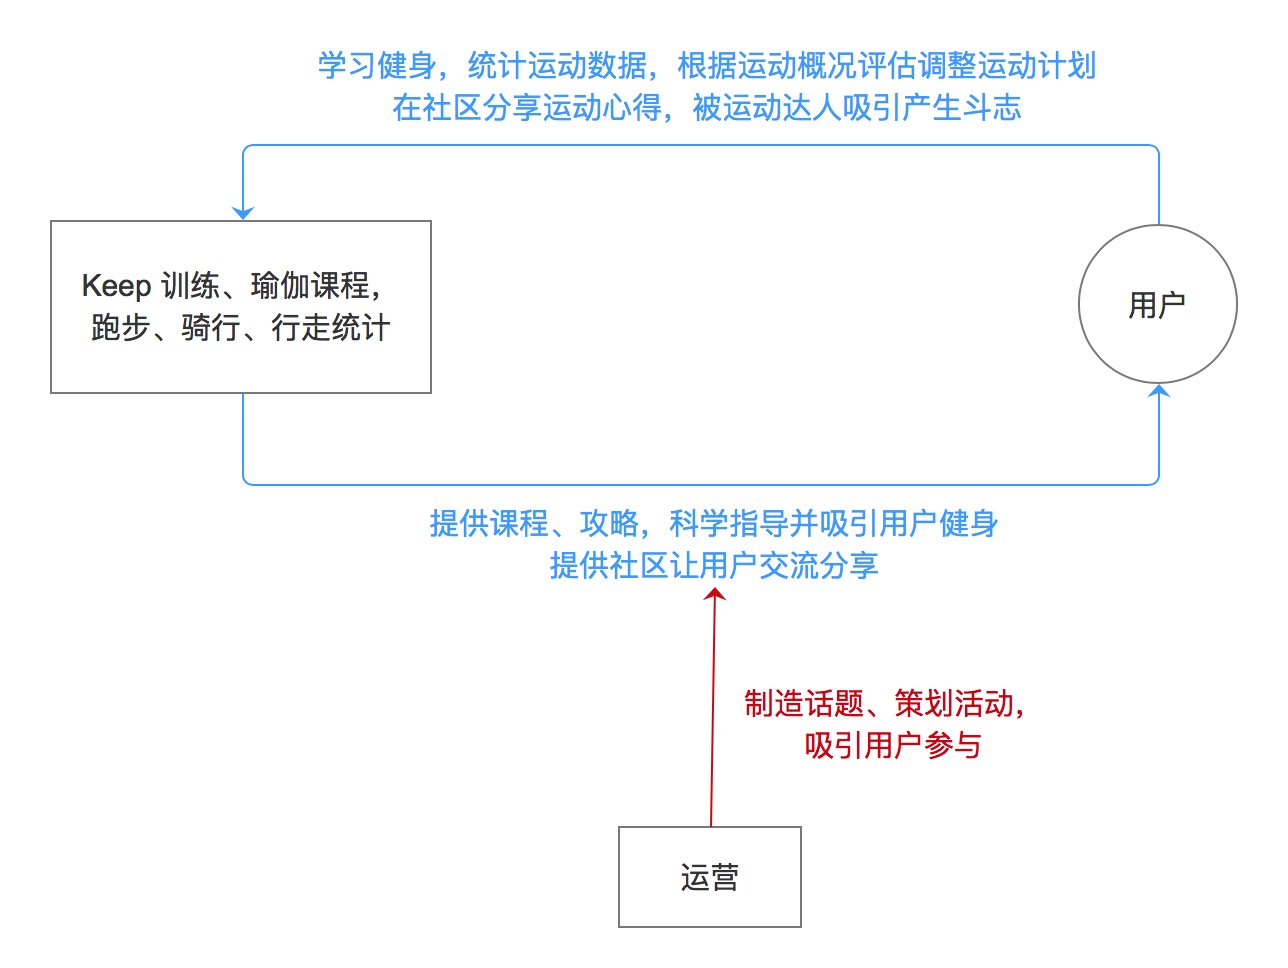 学习健身，统计运动数据，根据运动概况评估调整运动计划
在社区分享运动心得，被运动达人吸引产生斗志
Keep 训练、瑜伽课程，
跑步、骑行、行走统计
用户
提供课程、攻略，科学指导并吸引用户健身
提供社区让用户交流分享
制造话题、策划活动，
吸引用户参与
运营